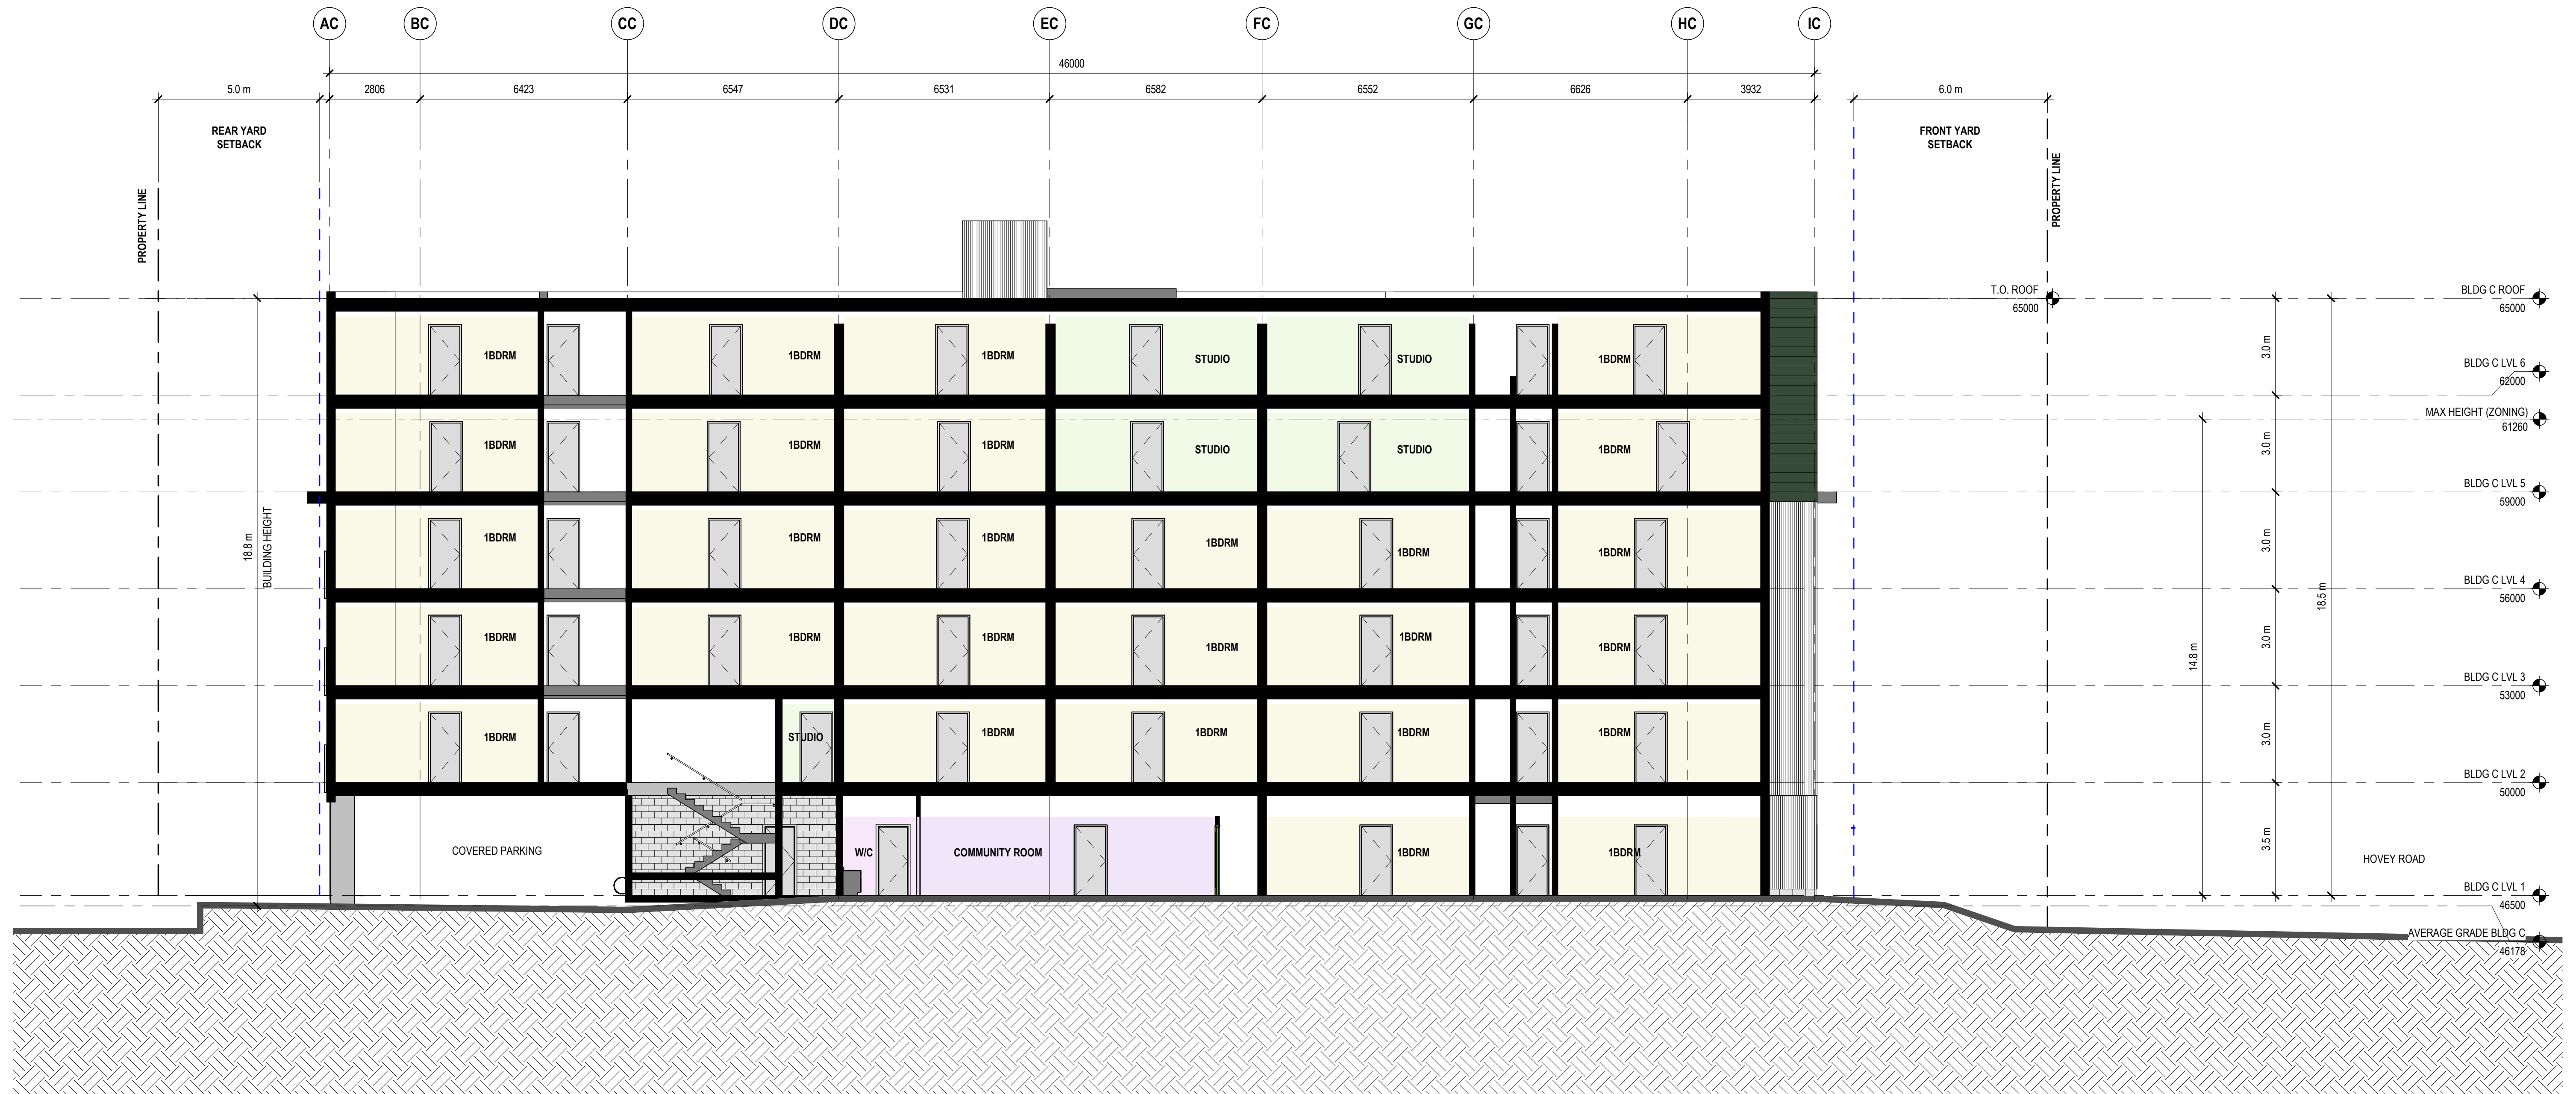 AC
BC
CC
DC
EC
FC
GC
HC
IC
46000
5.0 m
2806
6423
6547
6531
6582
6552
6626
3932
6.0 m
REAR YARD
SETBACK
FRONT YARD
SETBACK
PROPERTY LINE
PROPERTY LINE
T.O. ROOF
65000
BLDG C ROOF
65000
1BDRM
1BDRM
1BDRM
STUDIO
STUDIO
1BDRM
3.0 m
BLDG C LVL 6
62000
MAX HEIGHT (ZONING)
61260
1BDRM
1BDRM
1BDRM
STUDIO
STUDIO
1BDRM
3.0 m
BLDG C LVL 5
59000
18.8 m
BUILDING HEIGHT
1BDRM
1BDRM
1BDRM
1BDRM
1BDRM
1BDRM
3.0 m
BLDG C LVL 4
56000
18.5 m
1BDRM
1BDRM
1BDRM
1BDRM
1BDRM
1BDRM
14.8 m
3.0 m
BLDG C LVL 3
53000
1BDRM
STUDIO
1BDRM
1BDRM
1BDRM
1BDRM
3.0 m
BLDG C LVL 2
50000
COVERED PARKING
W/C
COMMUNITY ROOM
1BDRM
1BDRM
3.5 m
HOVEY ROAD
BLDG C LVL 1
46500
AVERAGE GRADE BLDG C
46178